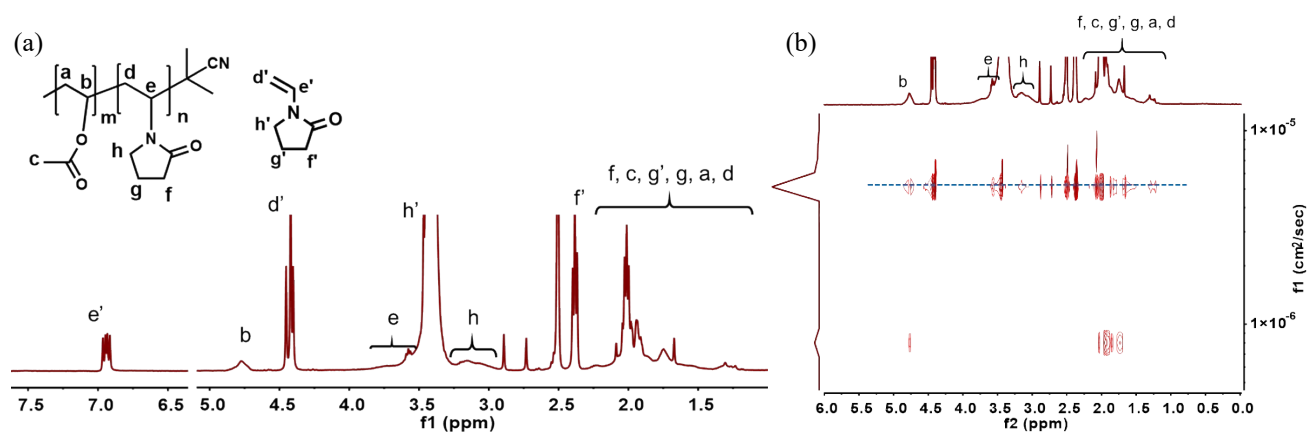 (a)
a
b
d
e
m
n
CN
O
c
O
h
N
O
g
f
d'
e'
h'
N
O
g'
f'
e'
b
d'
e
h'
h
f'
f, c, g', g, a, d
7.5 7.0 6.5 5.0 4.5 4.0 3.5 3.0 2.5 2.0 1.5
f1 (ppm)
(b)
f, c, g', g, a, d
b
e
h
1×10⁻⁵
1×10⁻⁶
f1 (cm²/sec)
6.0 5.5 5.0 4.5 4.0 3.5 3.0 2.5 2.0 1.5 1.0 0.5 0.0
f2 (ppm)